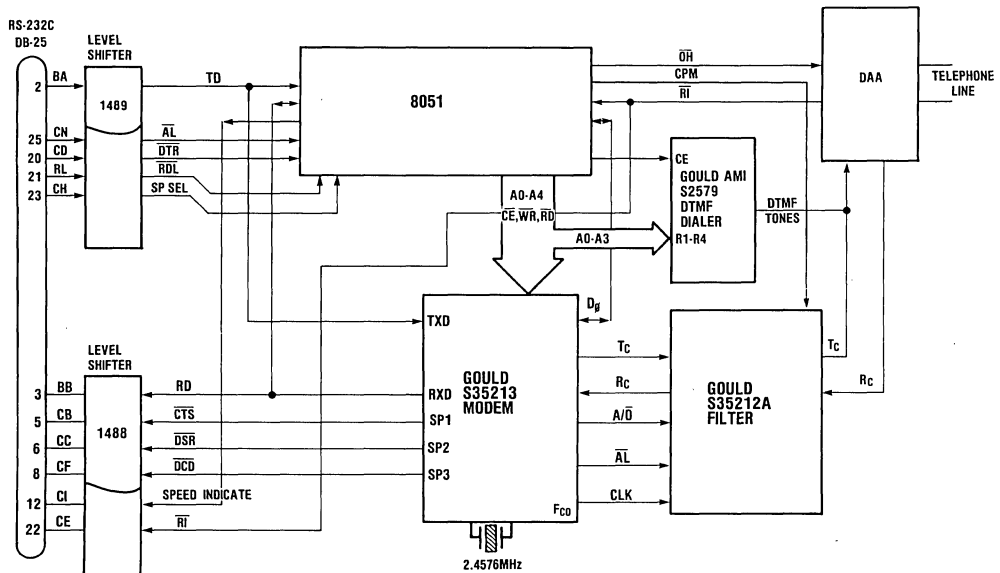 RS-232C
DB-25
LEVEL
SHIFTER
2 BA
1489
TD
25 CN
20 CD
21 RL
23 CH
AL
DTR
RDL
SP SEL
8051
A0-A4
CE, WR, RD
A0-A3
OH
CPM
RI
DAA
TELEPHONE
LINE
CE
GOULD AMI
S2579
DTMF
DIALER
R1-R4
DTMF
TONES
LEVEL
SHIFTER
3 BB
5 CB
6 CC
8 CF
12 CI
22 CE
1488
RD
CTS
DSR
DCD
SPEED INDICATE
RI
TXD
RXD
SP1
SP2
SP3
GOULD
S35213
MODEM
FCO
2.4576MHz
Dφ
TC
RC
A/O
AL
CLK
GOULD
S35212A
FILTER
TC
RC